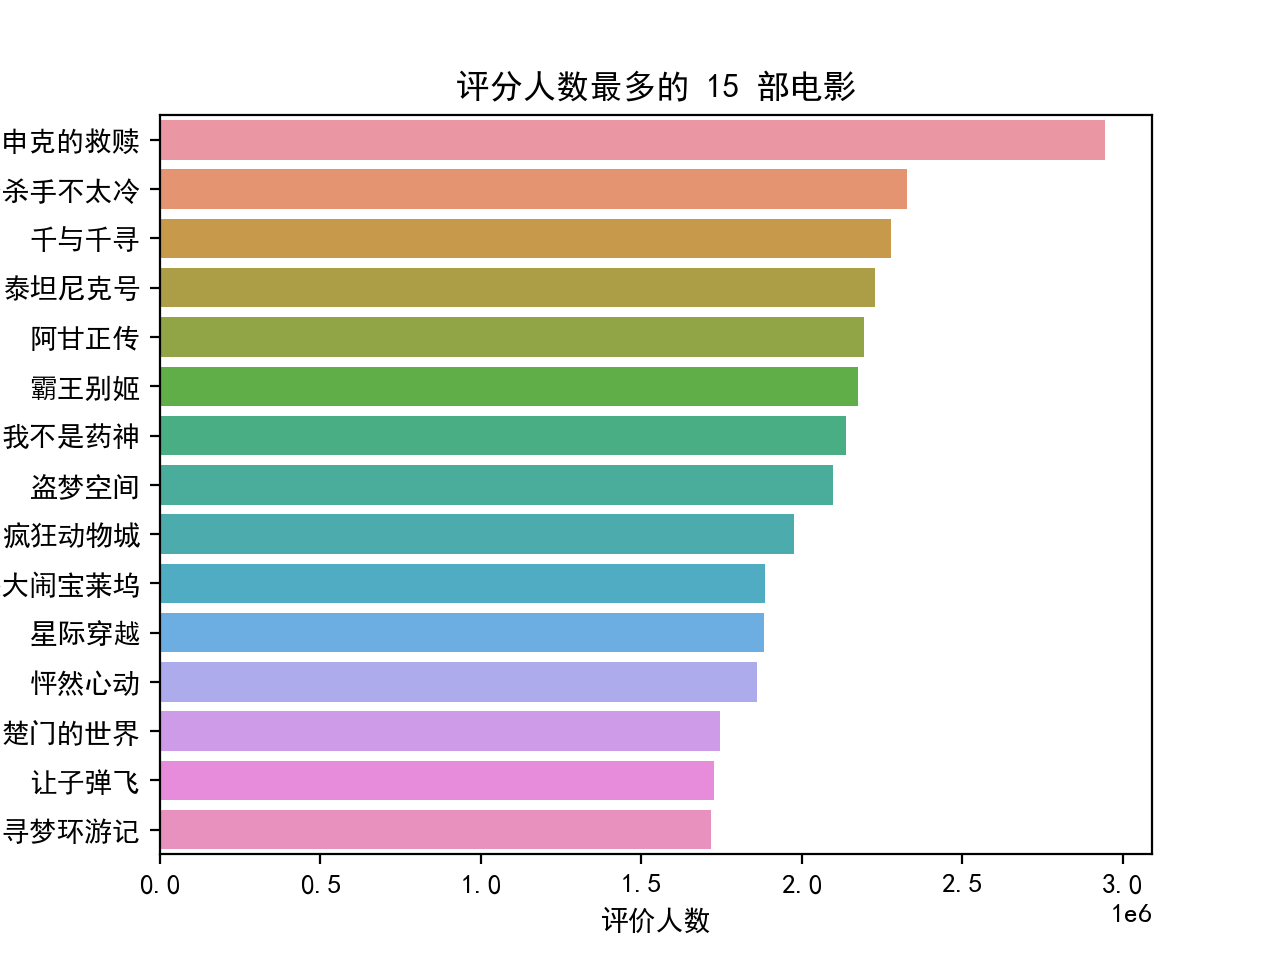 评分人数最多的 15 部电影
申克的救赎
杀手不太冷
千与千寻
泰坦尼克号
阿甘正传
霸王别姬
我不是药神
盗梦空间
疯狂动物城
大闹宝莱坞
星际穿越
怦然心动
楚门的世界
让子弹飞
寻梦环游记
0.0 0.5 1.0 1.5 2.0 2.5 3.0
1e6
评价人数